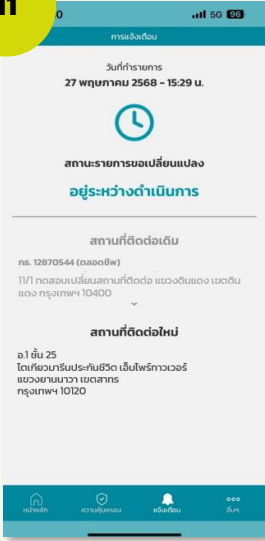 11
0
5G 96
การแจ้งเตือน
วันที่ทำรายการ
27 พฤษภาคม 2568 - 15:29 น.
สถานะรายการขอเปลี่ยนแปลง
อยู่ระหว่างดำเนินการ
สถานที่ติดต่อเดิม
กธ. 12870544 (ตลอดชีพ)
11/1 ทดสอบเปลี่ยนสถานที่ติดต่อ แขวงดินแดง เขตดิน
แดง กรุงเทพฯ 10400
สถานที่ติดต่อใหม่
อ.1 ชั้น 25
โตเกียวมารีนประกันชีวิต เอ็มไพร์ทาวเวอร์
แขวงยานนาวา เขตสาทร
กรุงเทพฯ 10120
หน้าหลัก ความคุ้มครอง แจ้งเตือน อื่นๆ